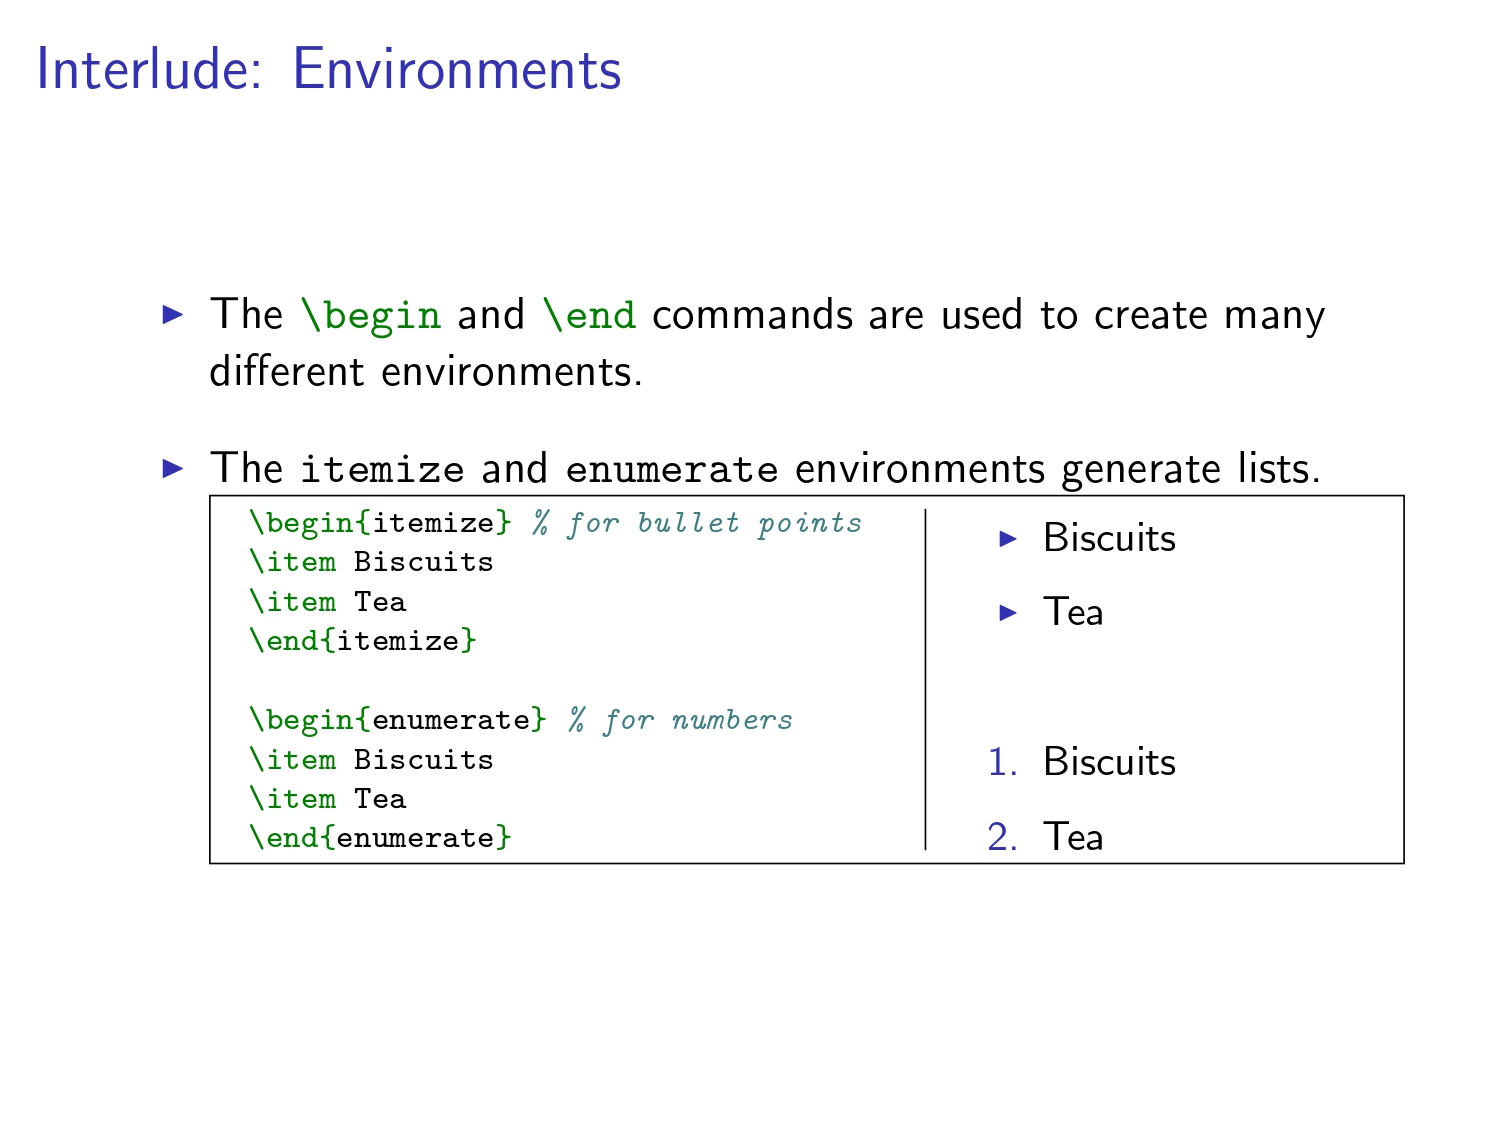 Interlude: Environments
▶ The \begin and \end commands are used to create many
different environments.
▶ The itemize and enumerate environments generate lists.
\begin{itemize} % for bullet points
\item Biscuits
\item Tea
\end{itemize}
\begin{enumerate} % for numbers
\item Biscuits
\item Tea
\end{enumerate}
▶ Biscuits
▶ Tea
1. Biscuits
2. Tea